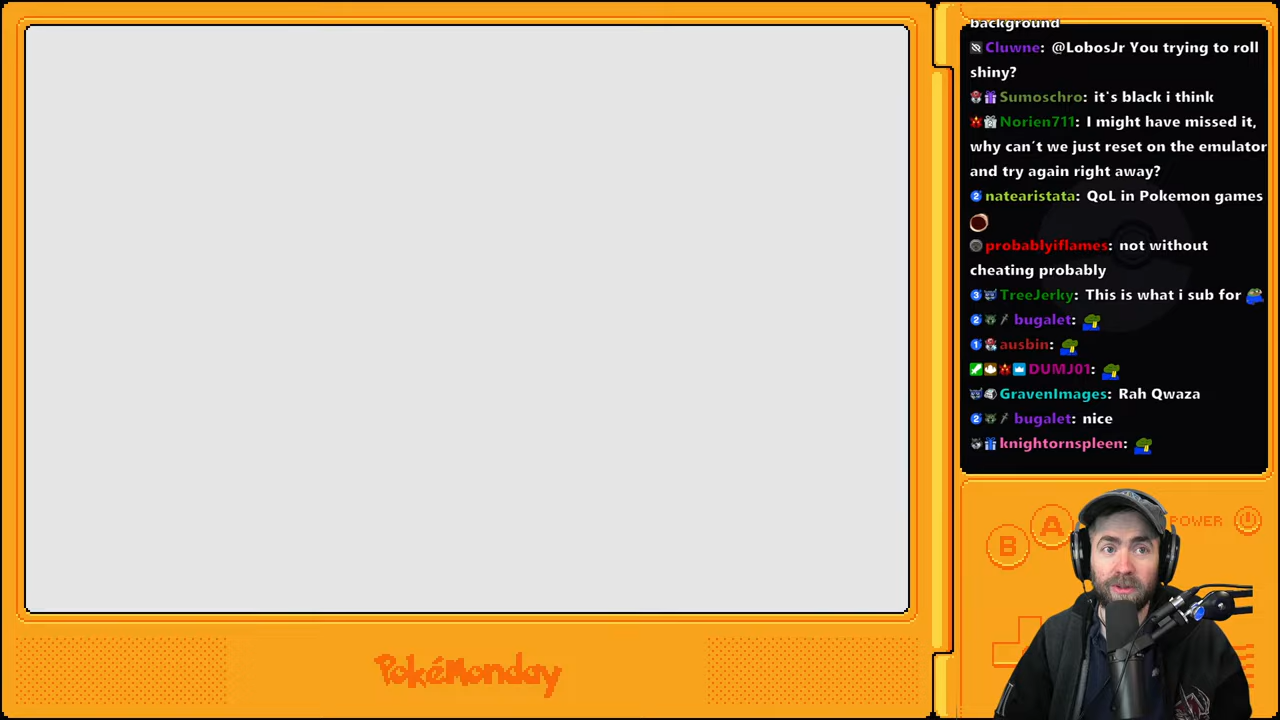 background
Cluwne: @LobosJr You trying to roll
shiny?
Sumoschro: it's black i think
Norien711: I might have missed it,
why can´t we just reset on the emulator
and try again right away?
natearistata: QoL in Pokemon games
probablyiflames: not without
cheating probably
TreeJerky: This is what i sub for
bugalet:
ausbin:
DUMJ01:
GravenImages: Rah Qwaza
bugalet: nice
knightornspleen:
POWER
A
B
PokéMonday